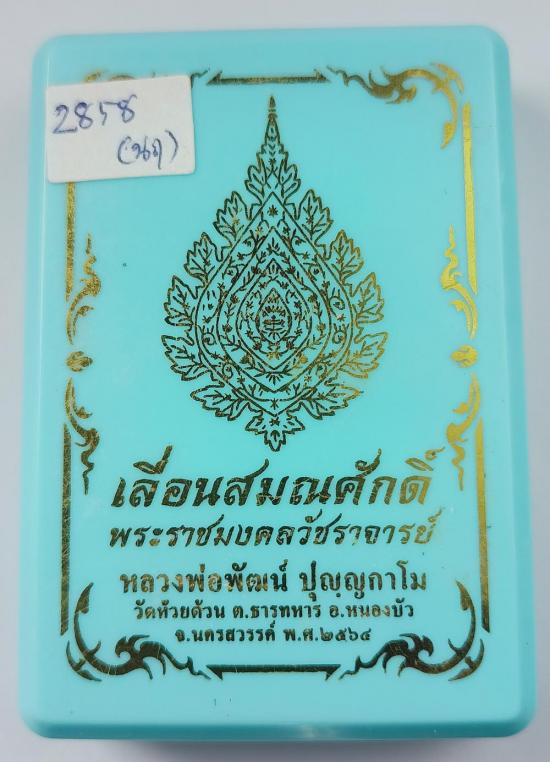 2858
(นฤ)
เลื่อนสมณศักดิ์
พระราชมงคลวัชราจารย์
หลวงพ่อพัฒน์ ปุญฺญกาโม
วัดห้วยด้วน ต.ธารทหาร อ.หนองบัว
จ.นครสวรรค์ พ.ศ.๒๕๖๔